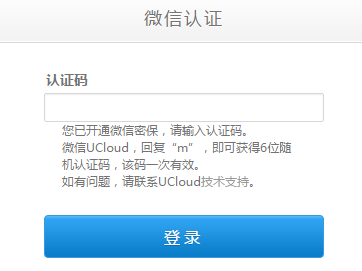 微信认证
认证码
您已开通微信密保，请输入认证码。
微信UCloud，回复“m”，即可获得6位随
机认证码，该码一次有效。
如有问题，请联系UCloud技术支持。
登录